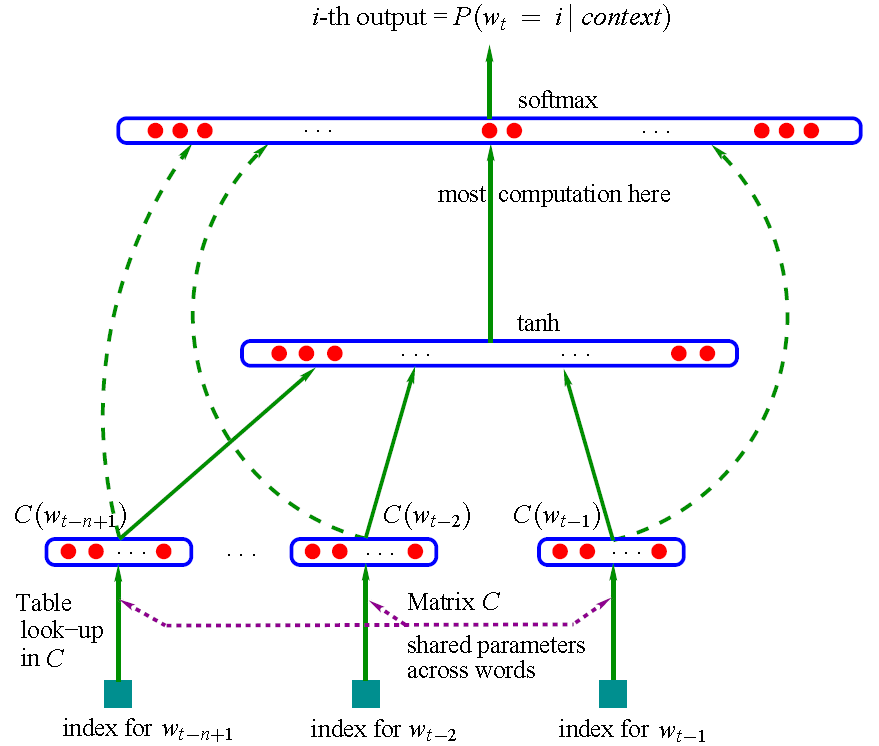 i-th output = P(w_t = i | context)
softmax
. . .
. . .
most computation here
tanh
. . .
. . .
C(w_{t−n+1})
C(w_{t−2})
C(w_{t−1})
. . . .
. . .
. . . .
. . . .
Table
look−up
in C
Matrix C
shared parameters
across words
index for w_{t−n+1}
index for w_{t−2}
index for w_{t−1}